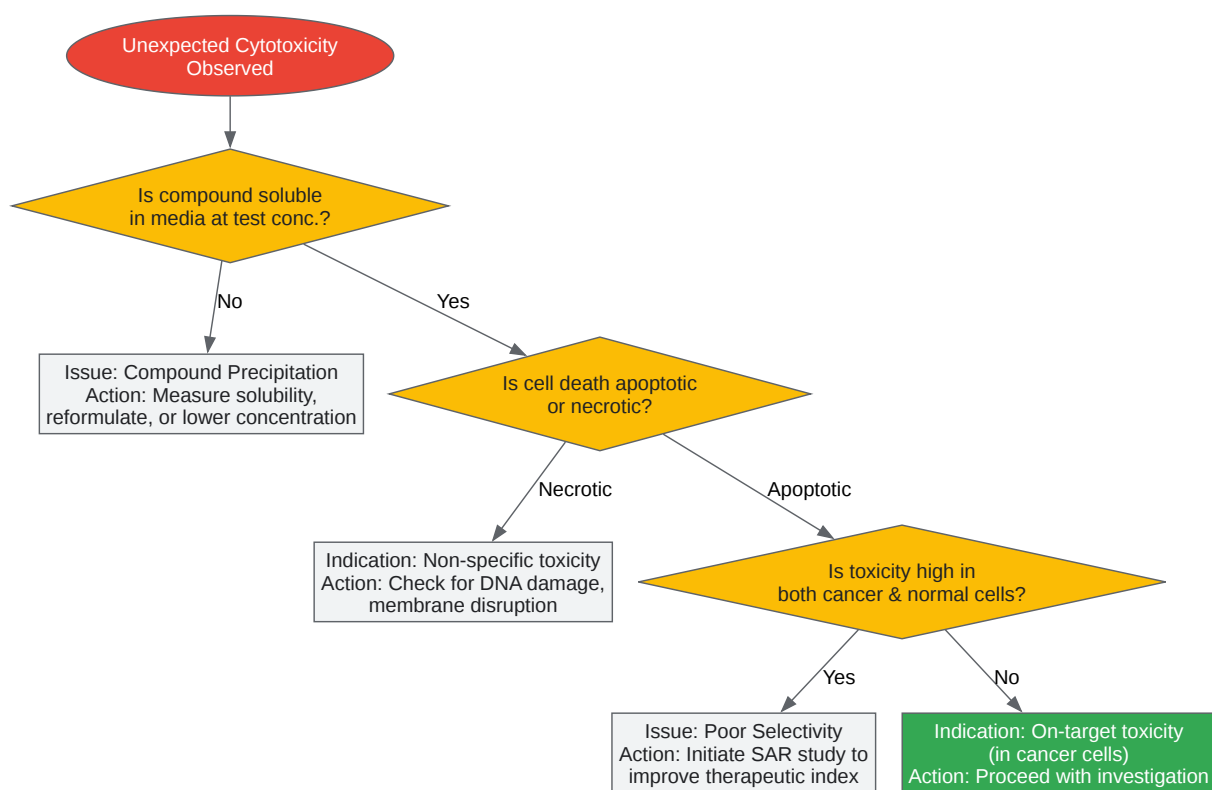 Unexpected Cytotoxicity
Observed
Is compound soluble
in media at test conc.?
No
Yes
Issue: Compound Precipitation
Action: Measure solubility,
reformulate, or lower concentration
Is cell death apoptotic
or necrotic?
Necrotic
Apoptotic
Indication: Non-specific toxicity
Action: Check for DNA damage,
membrane disruption
Is toxicity high in
both cancer & normal cells?
Yes
No
Issue: Poor Selectivity
Action: Initiate SAR study to
improve therapeutic index
Indication: On-target toxicity
(in cancer cells)
Action: Proceed with investigation